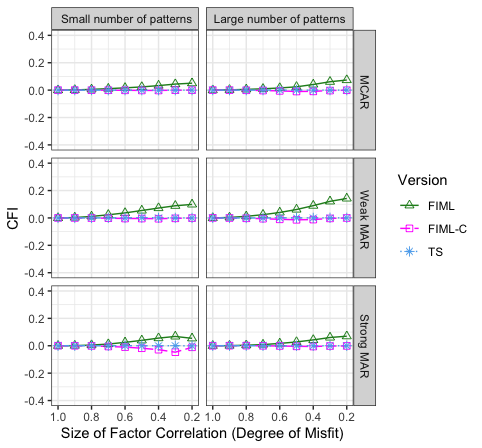 Small number of patterns
Large number of patterns
0.4
0.2
0.0
-0.2
-0.4
MCAR
0.4
0.2
0.0
-0.2
-0.4
Weak MAR
0.4
0.2
0.0
-0.2
-0.4
Strong MAR
CFI
1.0 0.8 0.6 0.4 0.2
1.0 0.8 0.6 0.4 0.2
Size of Factor Correlation (Degree of Misfit)
Version
FIML
FIML-C
TS